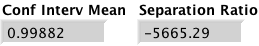 Conf Interv Mean Separation Ratio
0.99882 -5665.29